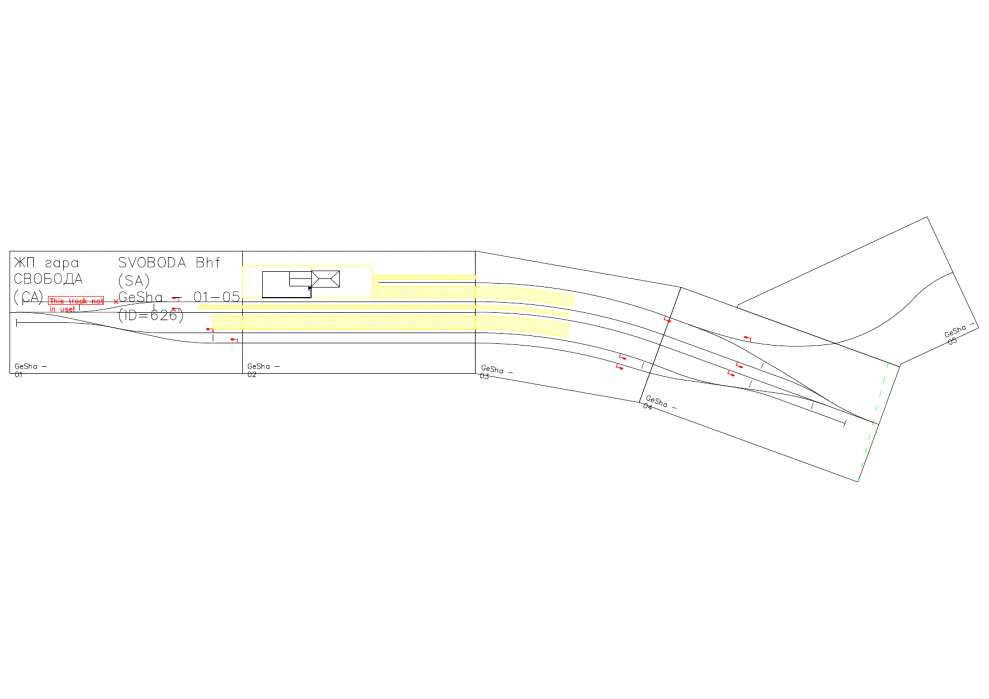 ЖП гара
СВОБОДА
(СА)
SVOBODA Bhf
(SA)
GeSha – 01-05
(ID=626)
This track not
in use!
GeSha –
01
GeSha –
02
GeSha –
03
GeSha –
04
GeSha –
05